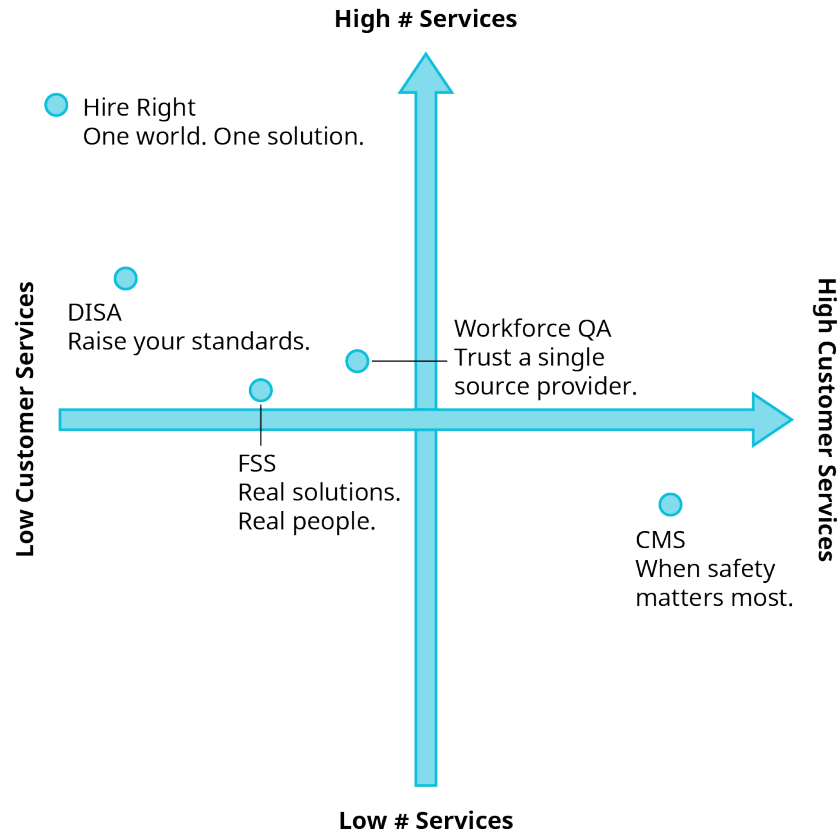 High # Services
Hire Right
One world. One solution.
DISA
Raise your standards.
Workforce QA
Trust a single
source provider.
Low Customer Services
High Customer Services
FSS
Real solutions.
Real people.
CMS
When safety
matters most.
Low # Services